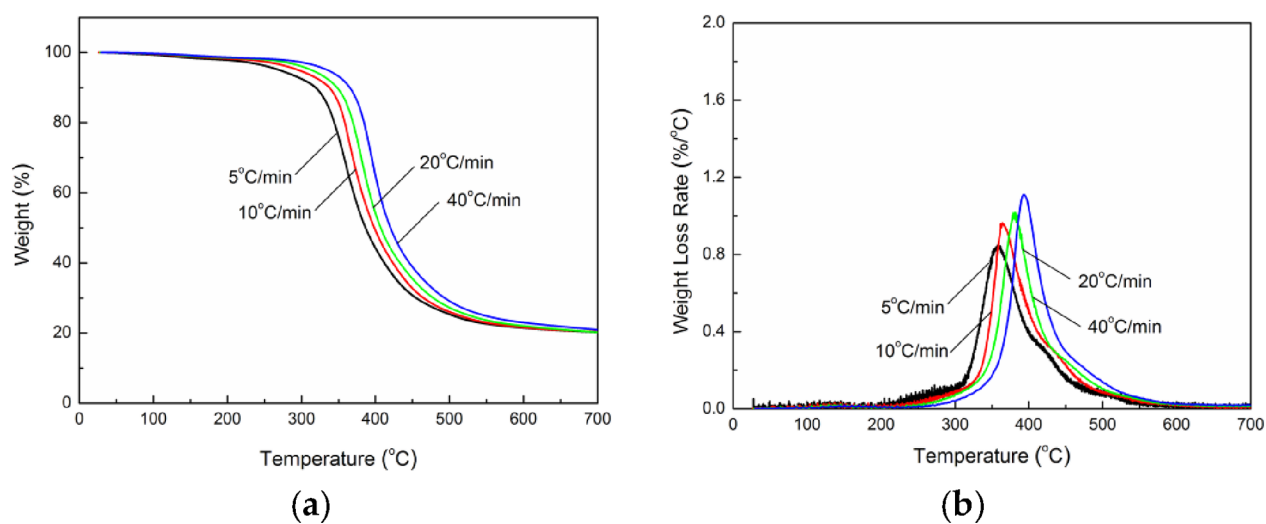 100
80
60
40
20
0
Weight (%)
5°C/min
10°C/min
20°C/min
40°C/min
0 100 200 300 400 500 600 700
Temperature (°C)
(a)
2.0
1.6
1.2
0.8
0.4
0.0
Weight Loss Rate (%/°C)
5°C/min
10°C/min
20°C/min
40°C/min
0 100 200 300 400 500 600 700
Temperature (°C)
(b)